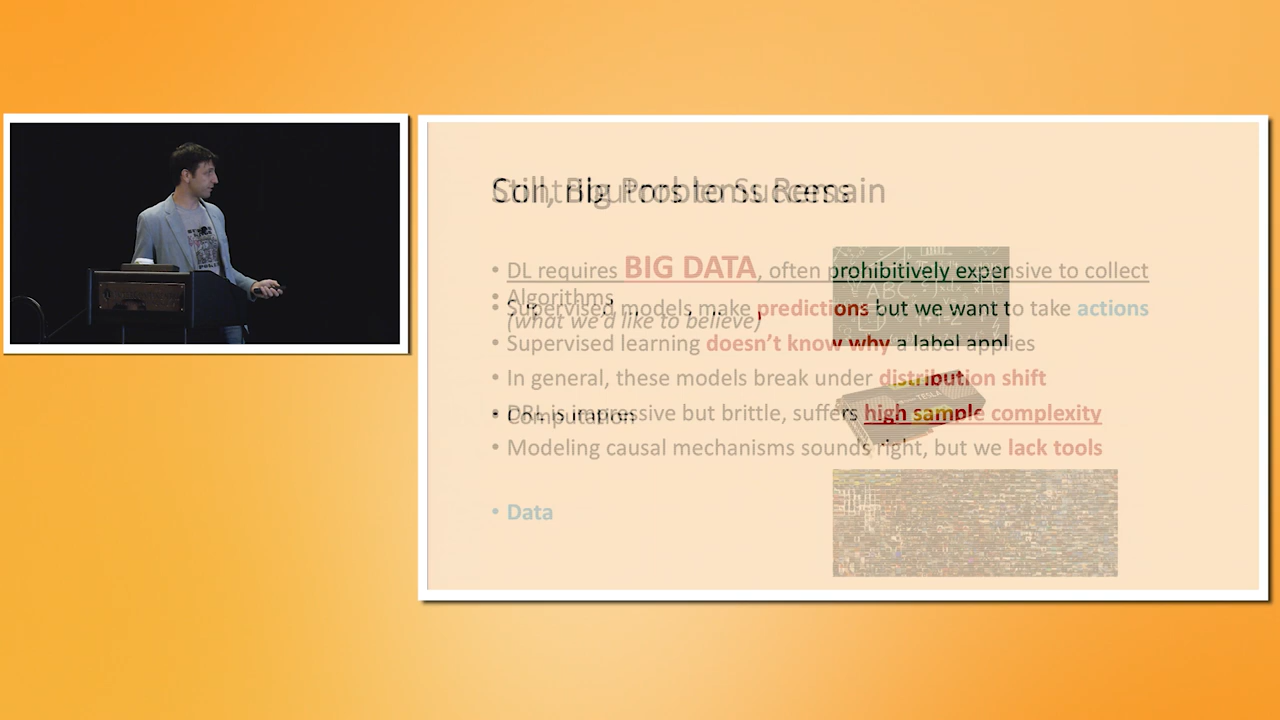 Contributors to Success
Still, Big Problems Remain
• DL requires BIG DATA, often prohibitively expensive to collect
• Algorithms
(what we'd like to believe)
• Supervised models make predictions but we want to take actions
• Supervised learning doesn't know why a label applies
• In general, these models break under distribution shift
• DRL is impressive but brittle, suffers high sample complexity
• Computation
• Modeling causal mechanisms sounds right, but we lack tools
• Data
TESLA